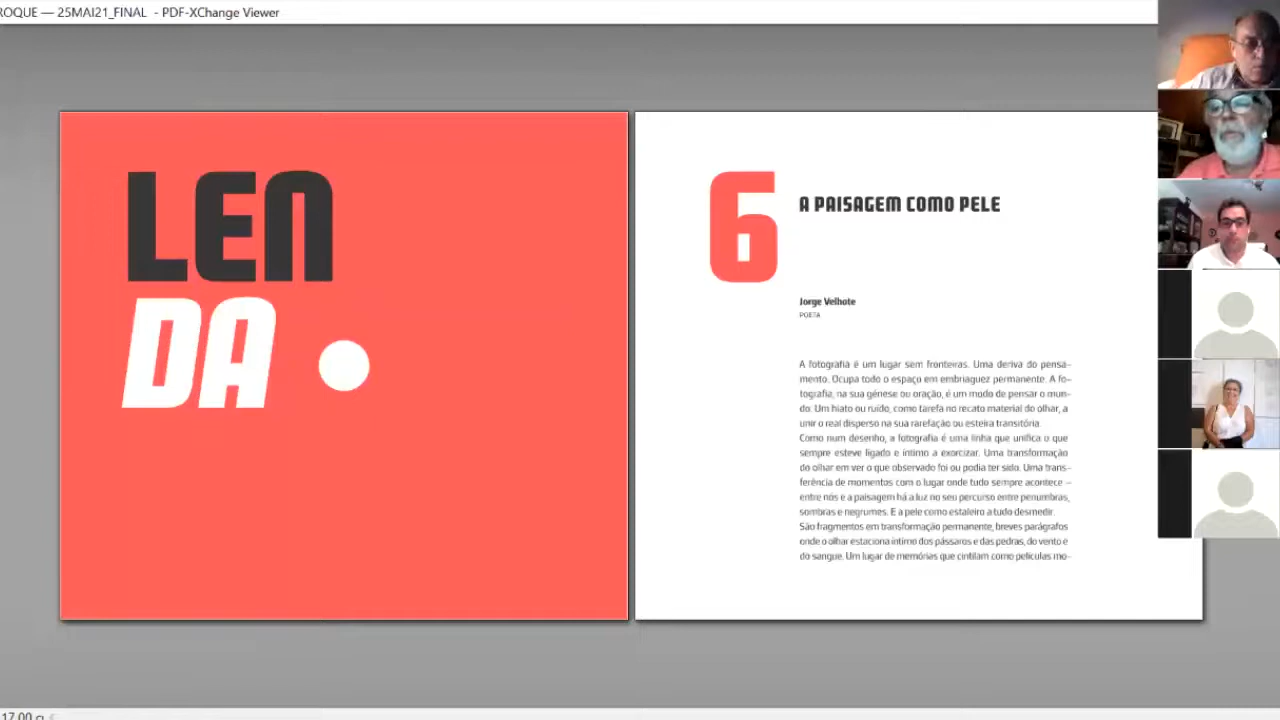 ROQUE — 25MAI21_FINAL - PDF-XChange Viewer
LEN
DA
6
A PAISAGEM COMO PELE
Jorge Velhote
POETA
A fotografia é um lugar sem fronteiras. Uma deriva do pensa-
mento. Ocupa todo o espaço em embriaguez permanente. A fo-
tografia, na sua génese ou oração, é um modo de pensar o mun-
do. Um hiato ou ruído, como tarefa no recato material do olhar, a
unir o real disperso na sua rarefação ou esteira transitória.
Como num desenho, a fotografia é uma linha que unifica o que
sempre esteve ligado e íntimo a exorcizar. Uma transformação
do olhar em ver o que observado foi ou podia ter sido. Uma trans-
ferência de momentos com o lugar onde tudo sempre acontece –
entre nós e a paisagem há a luz no seu percurso entre penumbras,
sombras e negrumes. E a pele como estaleiro a tudo desmedir.
São fragmentos em transformação permanente, breves parágrafos
onde o olhar estaciona íntimo dos pássaros e das pedras, do vento e
do sangue. Um lugar de memórias que cintilam como películas mo-
17,00